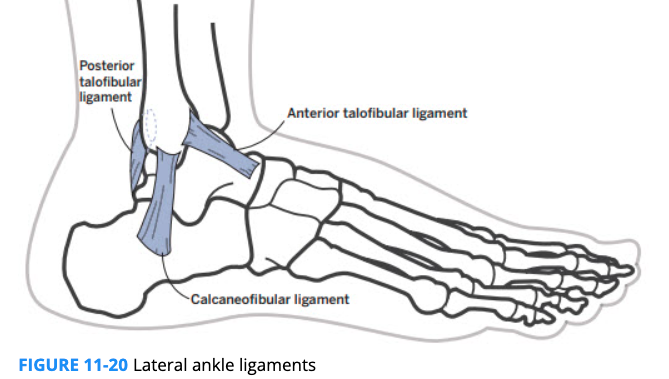 Posterior
talofibular
ligament
Anterior talofibular ligament
Calcaneofibular ligament
FIGURE 11-20 Lateral ankle ligaments